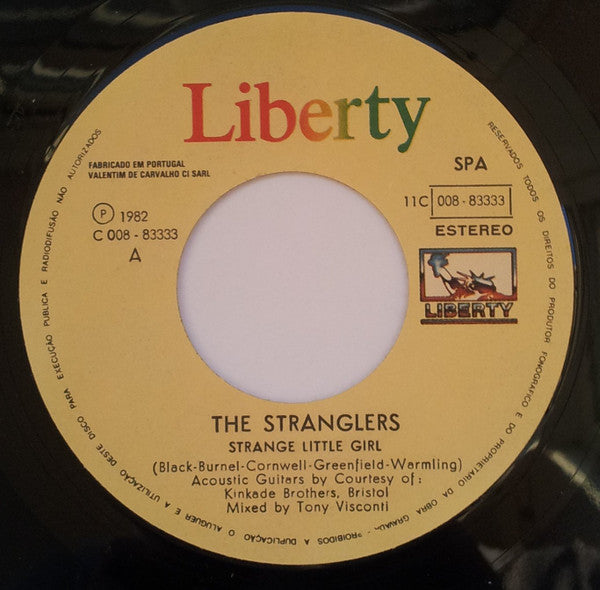 Liberty
FABRICADO EM PORTUGAL
VALENTIM DE CARVALHO CI SARL
SPA
11C 008 - 83333
ESTEREO
LIBERTY
Ⓟ 1982
C 008 - 83333
A
THE STRANGLERS
STRANGE LITTLE GIRL
(Black-Burnel-Cornwell-Greenfield-Warmling)
Acoustic Guitars by Courtesy of:
Kinkade Brothers, Bristol
Mixed by Tony Visconti
RESERVADOS TODOS OS DIREITOS DO PRODUTOR FONOGRAFICO E DO PROPRIETARIO DA OBRA GRAVADA - PROIBIDOS A DUPLICAÇÃO O ALUGUER E A UTILIZAÇÃO DESTE DISCO PARA EXECUÇÃO PUBLICA E RADIODIFUSÃO NÃO AUTORIZADOS